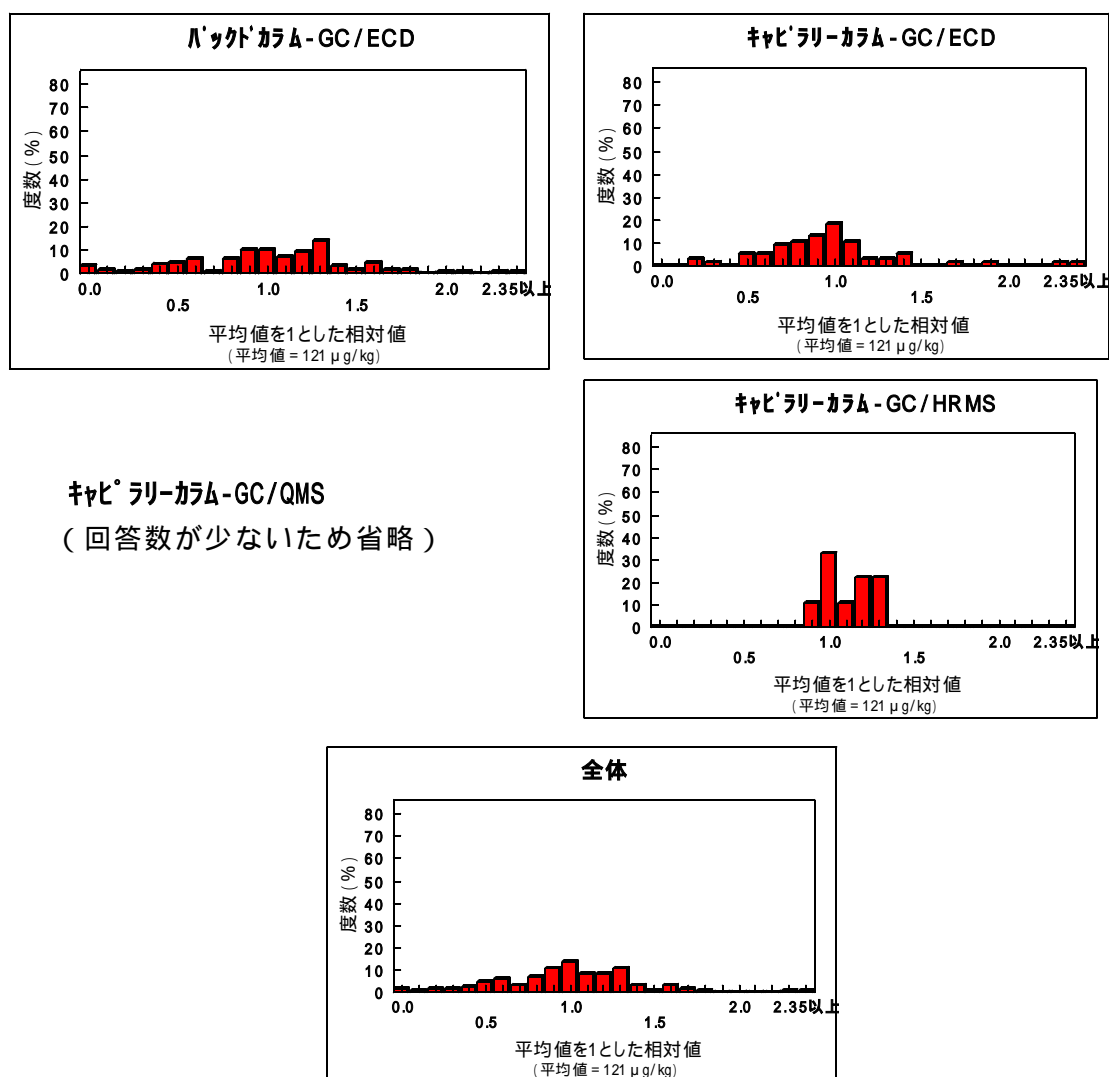 パックドカラム-GC/ECD
度数(%)
80
70
60
50
40
30
20
10
0
0.0 1.0 2.0 2.35以上
0.5 1.5
平均値を1とした相対値
(平均値=121μg/kg)
キャピラリーカラム-GC/ECD
度数(%)
80
70
60
50
40
30
20
10
0
0.0 1.0 2.0 2.35以上
0.5 1.5
平均値を1とした相対値
(平均値=121μg/kg)
キャピラリーカラム-GC/QMS
(回答数が少ないため省略)
キャピラリーカラム-GC/HRMS
度数(%)
80
70
60
50
40
30
20
10
0
0.0 1.0 2.0 2.35以上
0.5 1.5
平均値を1とした相対値
(平均値=121μg/kg)
全体
度数(%)
80
70
60
50
40
30
20
10
0
0.0 1.0 2.0 2.35以上
0.5 1.5
平均値を1とした相対値
(平均値=121μg/kg)